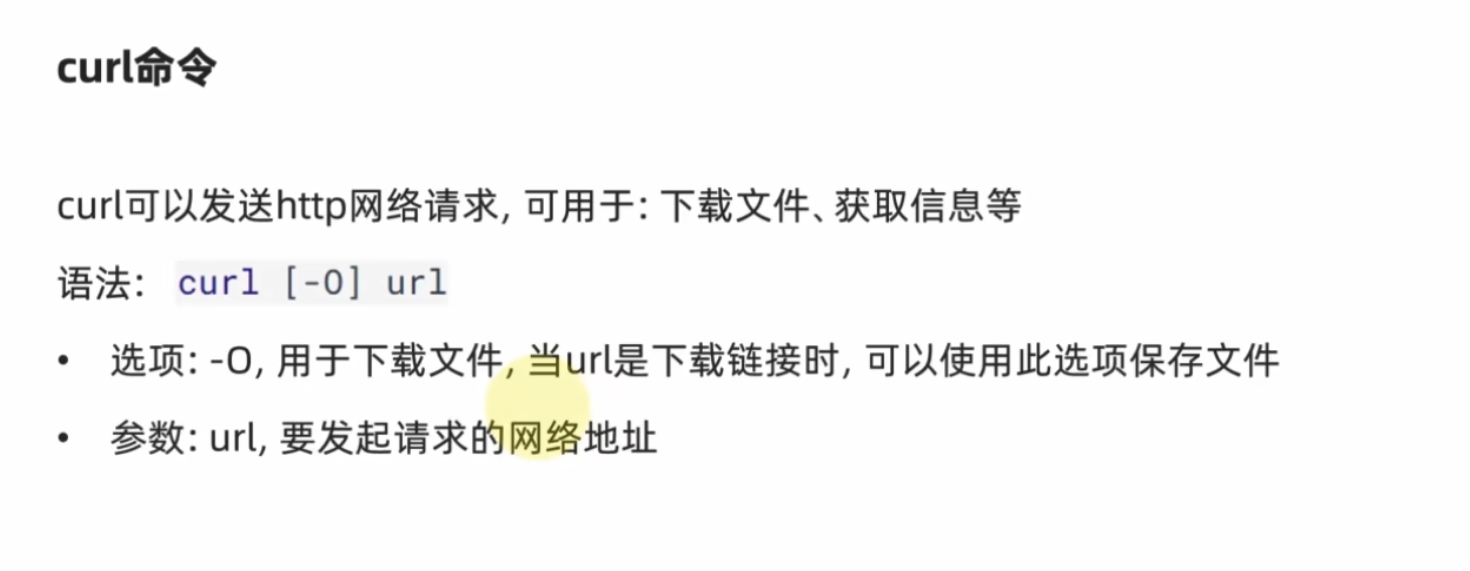 curl命令
curl可以发送http网络请求, 可用于: 下载文件、获取信息等
语法: curl [-O] url
• 选项: -O, 用于下载文件, 当url是下载链接时, 可以使用此选项保存文件
• 参数: url, 要发起请求的网络地址